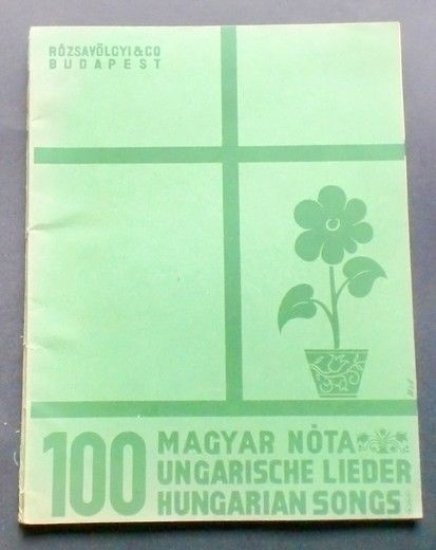 RÓZSAVÖLGYI & CO
BUDAPEST
100
MAGYAR NÓTA
UNGARISCHE LIEDER
HUNGARIAN SONGS